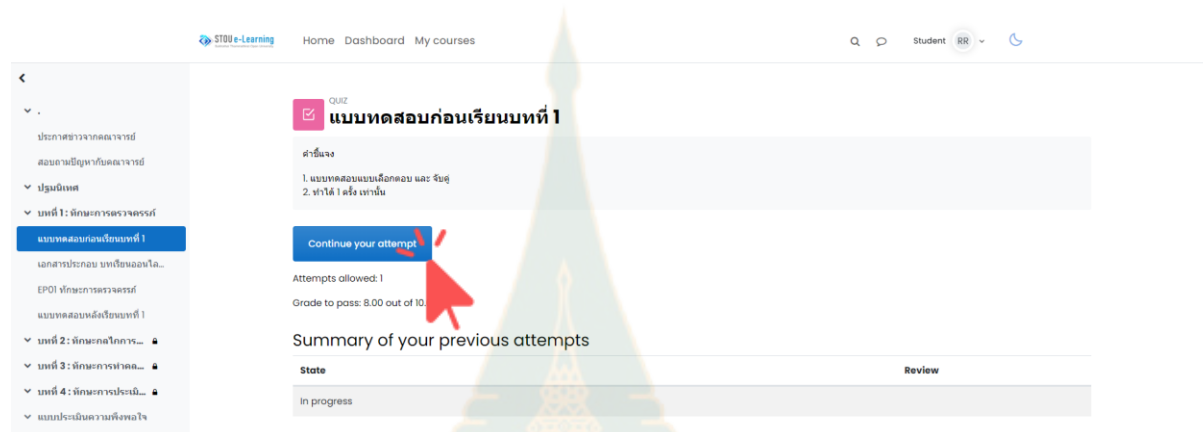 STOU e-Learning
Home Dashboard My courses
Student RR
.
ประกาศข่าวจากคณาจารย์
สอบถามปัญหากับคณาจารย์
ปฐมนิเทศ
บทที่ 1 : ทักษะการตรวจครรภ์
แบบทดสอบก่อนเรียนบทที่ 1
เอกสารประกอบ บทเรียนออนไล...
EP01 ทักษะการตรวจครรภ์
แบบทดสอบหลังเรียนบทที่ 1
บทที่ 2 : ทักษะกลไกการ...
บทที่ 3 : ทักษะการทำคล...
บทที่ 4 : ทักษะการประเมิ...
แบบประเมินความพึงพอใจ
QUIZ
แบบทดสอบก่อนเรียนบทที่ 1
คำชี้แจง
1. แบบทดสอบแบบเลือกตอบ และ จับคู่
2. ทำได้ 1 ครั้ง เท่านั้น
Continue your attempt
Attempts allowed: 1
Grade to pass: 8.00 out of 10.
Summary of your previous attempts
State Review
In progress